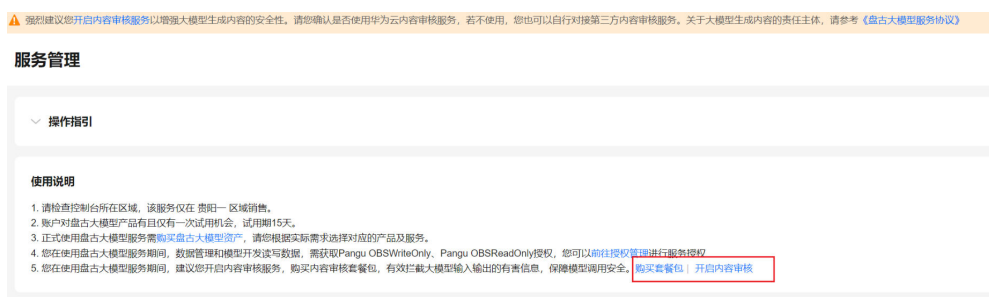 强烈建议您开启内容审核服务以增强大模型生成内容的安全性。请您确认是否使用华为云内容审核服务，若不使用，您也可以自行对接第三方内容审核服务。关于大模型生成内容的责任主体，请参考《盘古大模型服务协议》
服务管理
操作指引
使用说明
1. 请检查控制台所在区域，该服务仅在 贵阳一 区域销售。
2. 账户对盘古大模型产品有且仅有一次试用机会，试用期15天。
3. 正式使用盘古大模型服务需购买盘古大模型资产，请您根据实际需求选择对应的产品及服务。
4. 您在使用盘古大模型服务期间，数据管理和模型开发读写数据，需获取Pangu OBSWriteOnly、Pangu OBSReadOnly授权，您可以前往授权管理进行服务授权
5. 您在使用盘古大模型服务期间，建议您开启内容审核服务，购买内容审核套餐包，有效拦截大模型输入输出的有害信息，保障模型调用安全。购买套餐包 | 开启内容审核